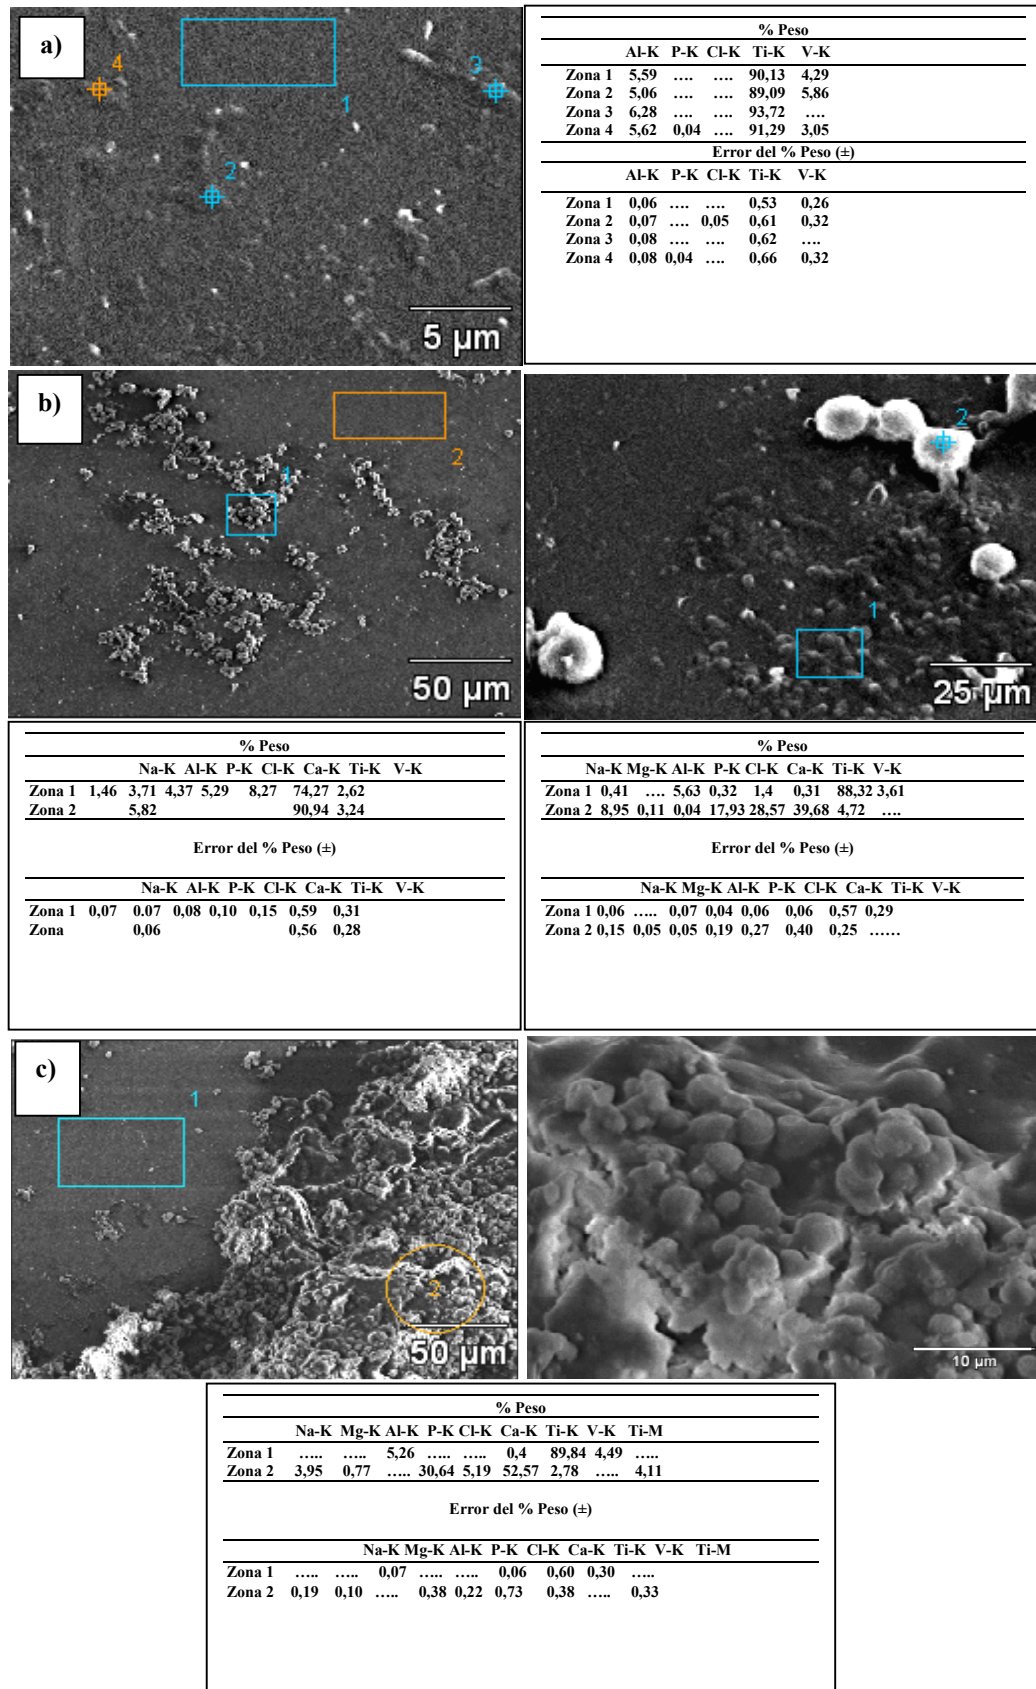 a)
4
3
1
2
5 µm
% Peso
Al-K P-K Cl-K Ti-K V-K
Zona 1 5,59 .... .... 90,13 4,29
Zona 2 5,06 .... .... 89,09 5,86
Zona 3 6,28 .... .... 93,72 ....
Zona 4 5,62 0,04 .... 91,29 3,05
Error del % Peso (±)
Al-K P-K Cl-K Ti-K V-K
Zona 1 0,06 .... .... 0,53 0,26
Zona 2 0,07 .... 0,05 0,61 0,32
Zona 3 0,08 .... .... 0,62 ....
Zona 4 0,08 0,04 .... 0,66 0,32
b)
2
1
50 µm
2
1
25 µm
% Peso
Na-K Al-K P-K Cl-K Ca-K Ti-K V-K
Zona 1 1,46 3,71 4,37 5,29 8,27 74,27 2,62
Zona 2 5,82 90,94 3,24
Error del % Peso (±)
Na-K Al-K P-K Cl-K Ca-K Ti-K V-K
Zona 1 0,07 0.07 0,08 0,10 0,15 0,59 0,31
Zona 0,06 0,56 0,28
% Peso
Na-K Mg-K Al-K P-K Cl-K Ca-K Ti-K V-K
Zona 1 0,41 .... 5,63 0,32 1,4 0,31 88,32 3,61
Zona 2 8,95 0,11 0,04 17,93 28,57 39,68 4,72 ....
Error del % Peso (±)
Na-K Mg-K Al-K P-K Cl-K Ca-K Ti-K V-K
Zona 1 0,06 ..... 0,07 0,04 0,06 0,06 0,57 0,29
Zona 2 0,15 0,05 0,05 0,19 0,27 0,40 0,25 ......
c)
1
2
50 µm
10 µm
% Peso
Na-K Mg-K Al-K P-K Cl-K Ca-K Ti-K V-K Ti-M
Zona 1 ..... ..... 5,26 ..... ..... 0,4 89,84 4,49 .....
Zona 2 3,95 0,77 ..... 30,64 5,19 52,57 2,78 ..... 4,11
Error del % Peso (±)
Na-K Mg-K Al-K P-K Cl-K Ca-K Ti-K V-K Ti-M
Zona 1 ..... ..... 0,07 ..... ..... 0,06 0,60 0,30 .....
Zona 2 0,19 0,10 ..... 0,38 0,22 0,73 0,38 ..... 0,33